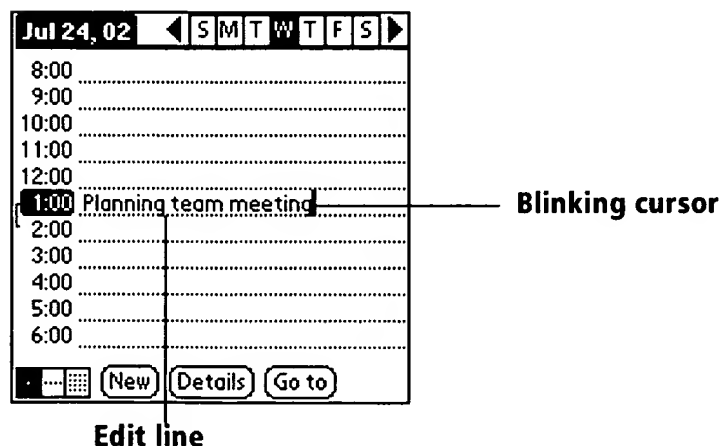 Jul 24, 02 S M T W T F S
8:00
9:00
10:00
11:00
12:00
1:00 Planning team meeting
Blinking cursor
2:00
3:00
4:00
5:00
6:00
New Details Go to
Edit line